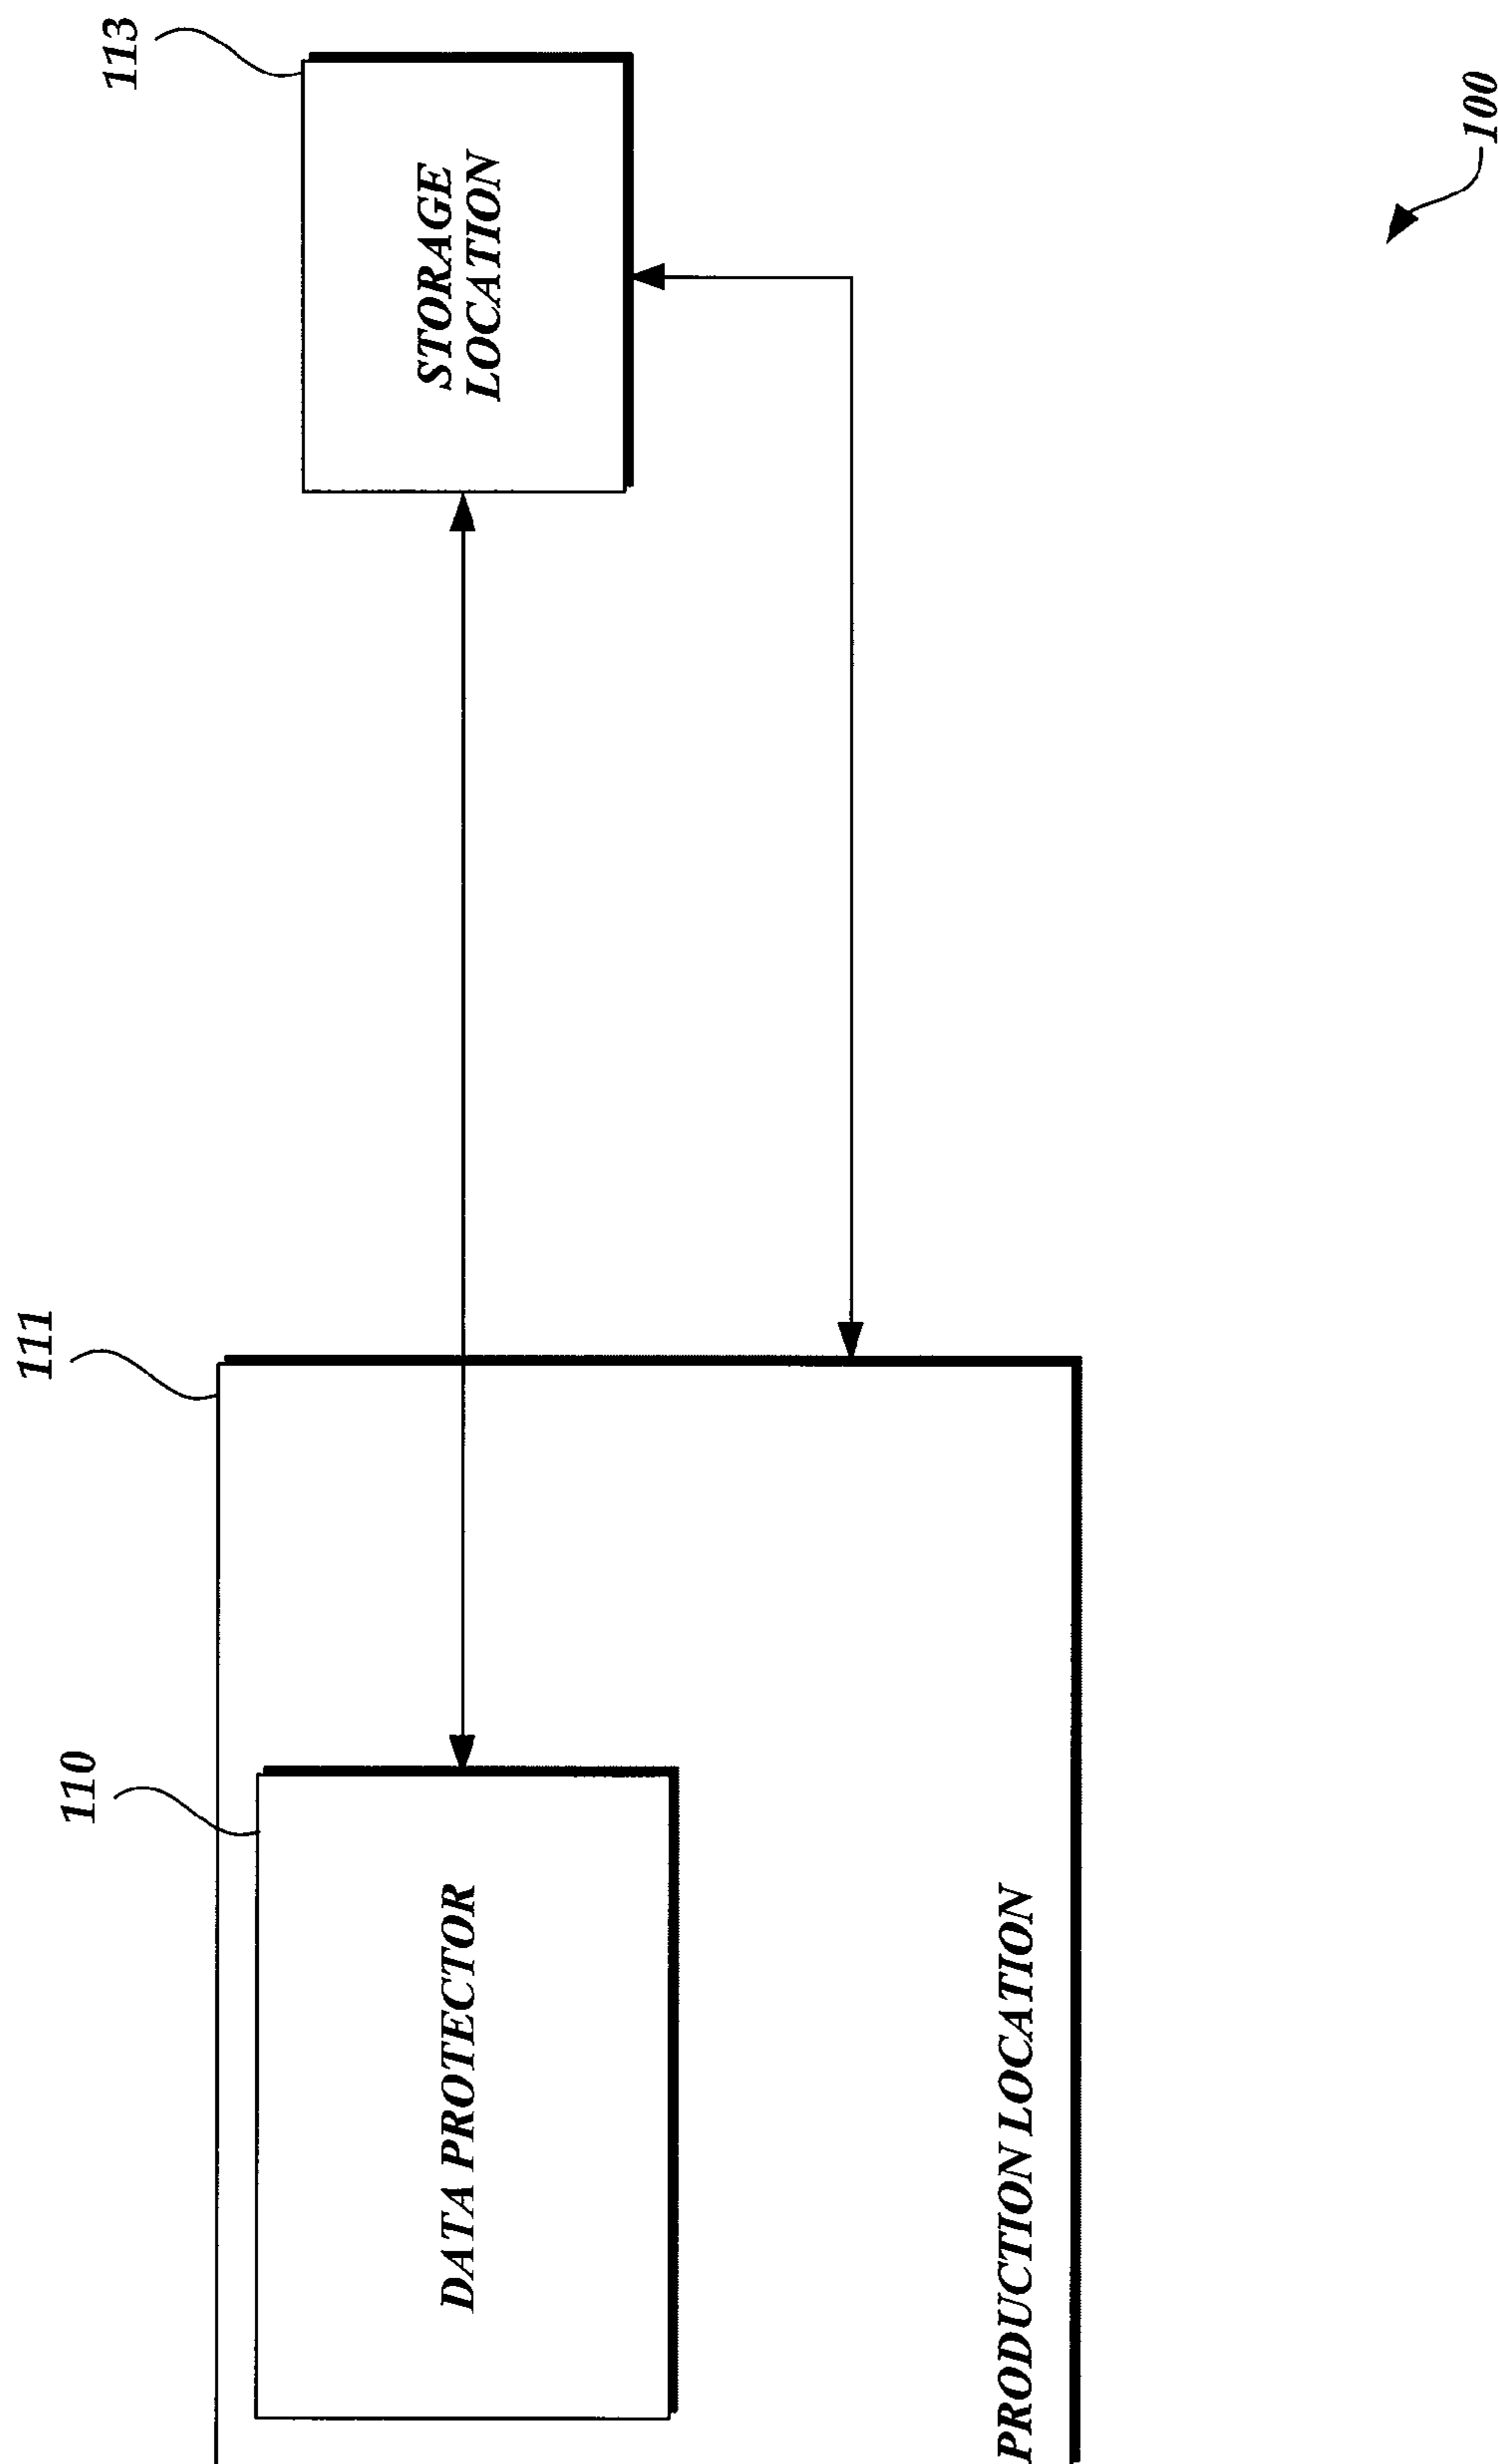 110
111
113
DATA PROTECTOR
STORAGE
LOCATION
PRODUCTION LOCATION
100